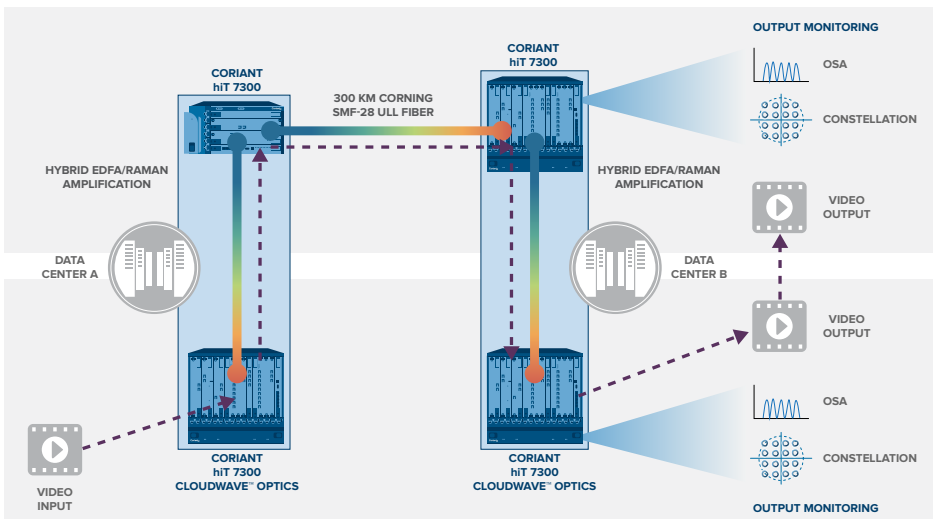 OUTPUT MONITORING
CORIANT
hiT 7300
OSA
CORIANT
hiT 7300
300 KM CORNING
SMF-28 ULL FIBER
CONSTELLATION
HYBRID EDFA/RAMAN
AMPLIFICATION
HYBRID EDFA/RAMAN
AMPLIFICATION
VIDEO
OUTPUT
DATA
CENTER A
DATA
CENTER B
VIDEO
OUTPUT
OSA
CORIANT
hiT 7300
CLOUDWAVE™ OPTICS
CORIANT
hiT 7300
CLOUDWAVE™ OPTICS
CONSTELLATION
VIDEO
INPUT
OUTPUT MONITORING